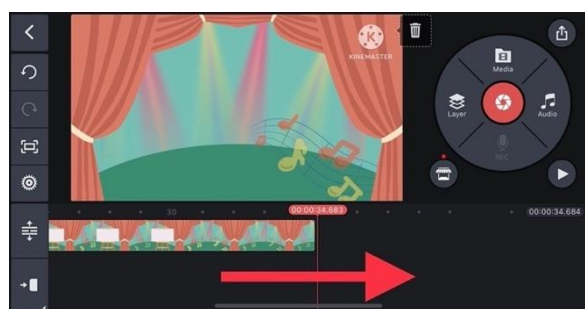 KINEMASTER
Media
Layer
Audio
REC
30
00:00:34.683
00:00:34.684